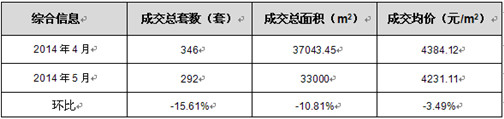 综合信息 成交总套数（套） 成交总面积（m²） 成交均价（元/m²）
2014年4月 346 37043.45 4384.12
2014年5月 292 33000 4231.11
环比 -15.61% -10.81% -3.49%